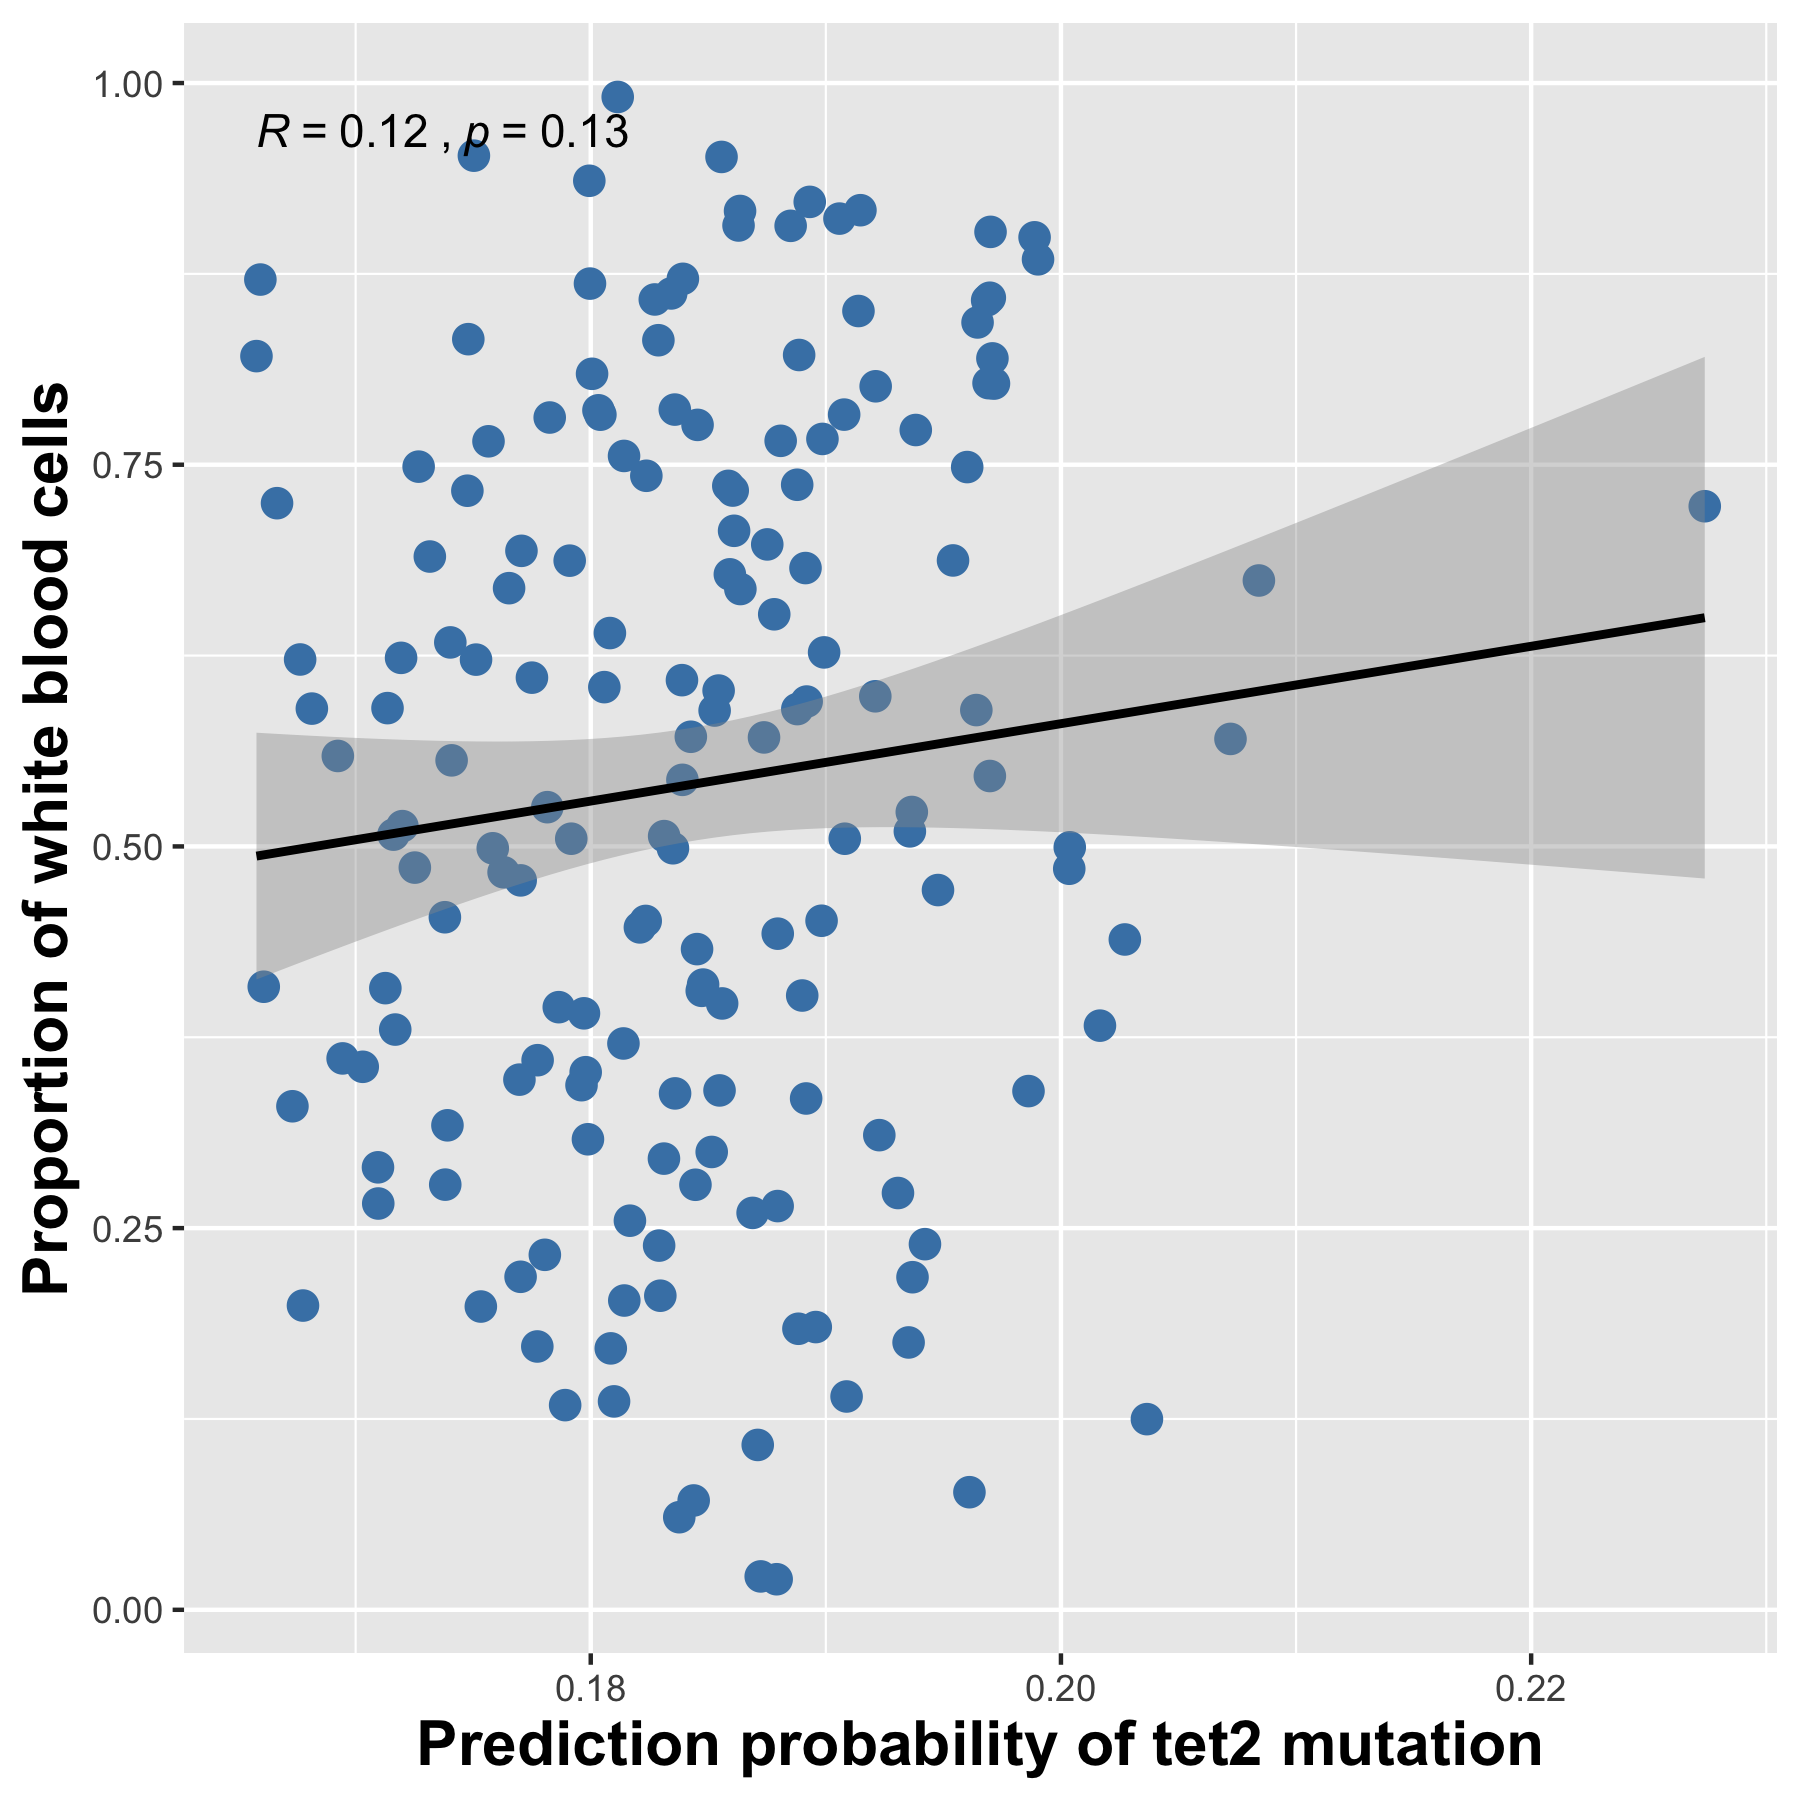 R = 0.12 , p = 0.13
Proportion of white blood cells
1.00
0.75
0.50
0.25
0.00
0.18 0.20 0.22
Prediction probability of tet2 mutation